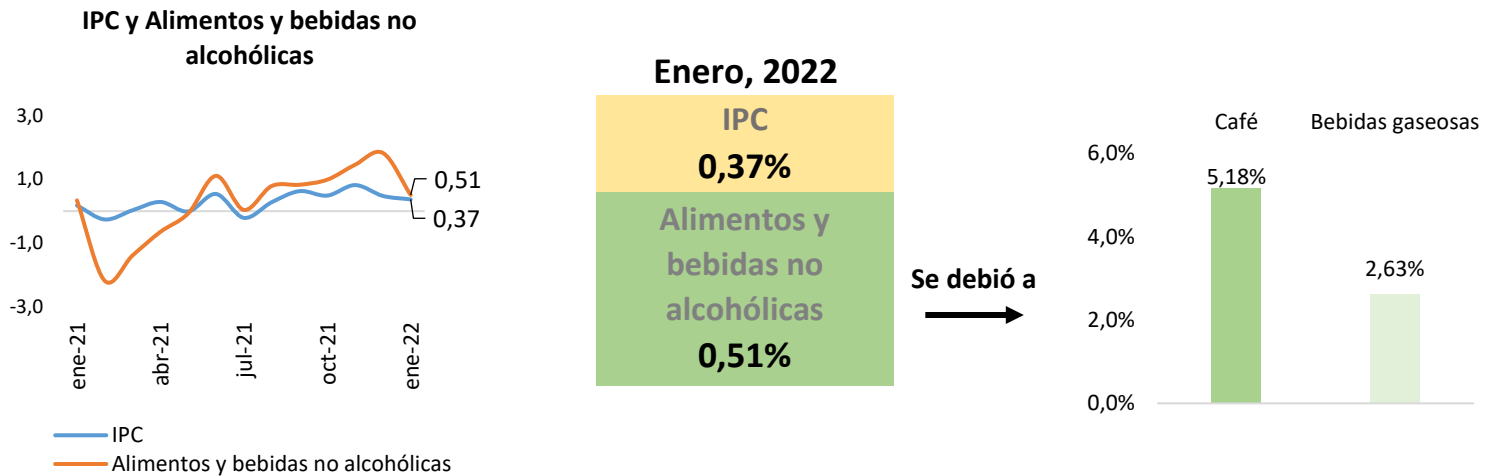 IPC y Alimentos y bebidas no
alcohólicas
3,0
1,0
-1,0
-3,0
0,51
0,37
ene-21
abr-21
jul-21
oct-21
ene-22
IPC
Alimentos y bebidas no alcohólicas
Enero, 2022
IPC
0,37%
Alimentos y
bebidas no
alcohólicas
0,51%
Se debió a
Café
Bebidas gaseosas
6,0%
4,0%
2,0%
0,0%
5,18%
2,63%